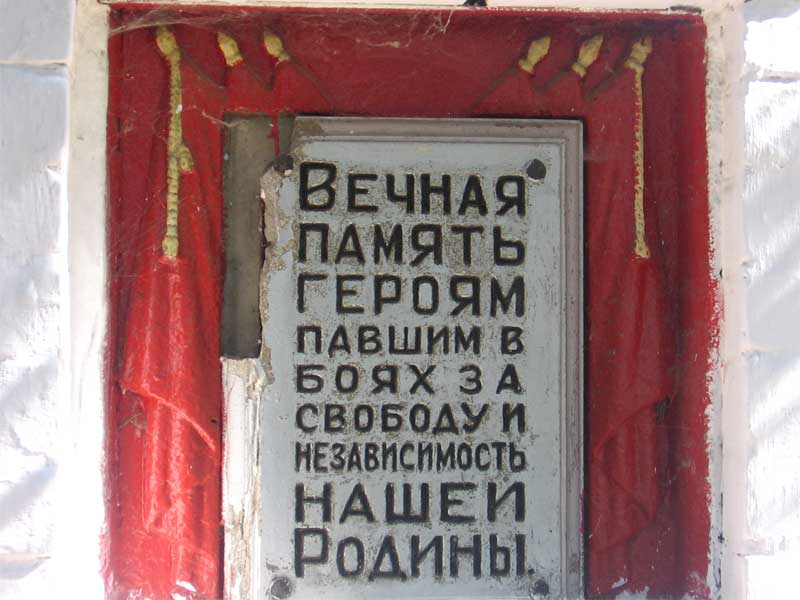 Вечная
память
героям
павшим в
боях за
свободу и
независимость
нашей
Родины.